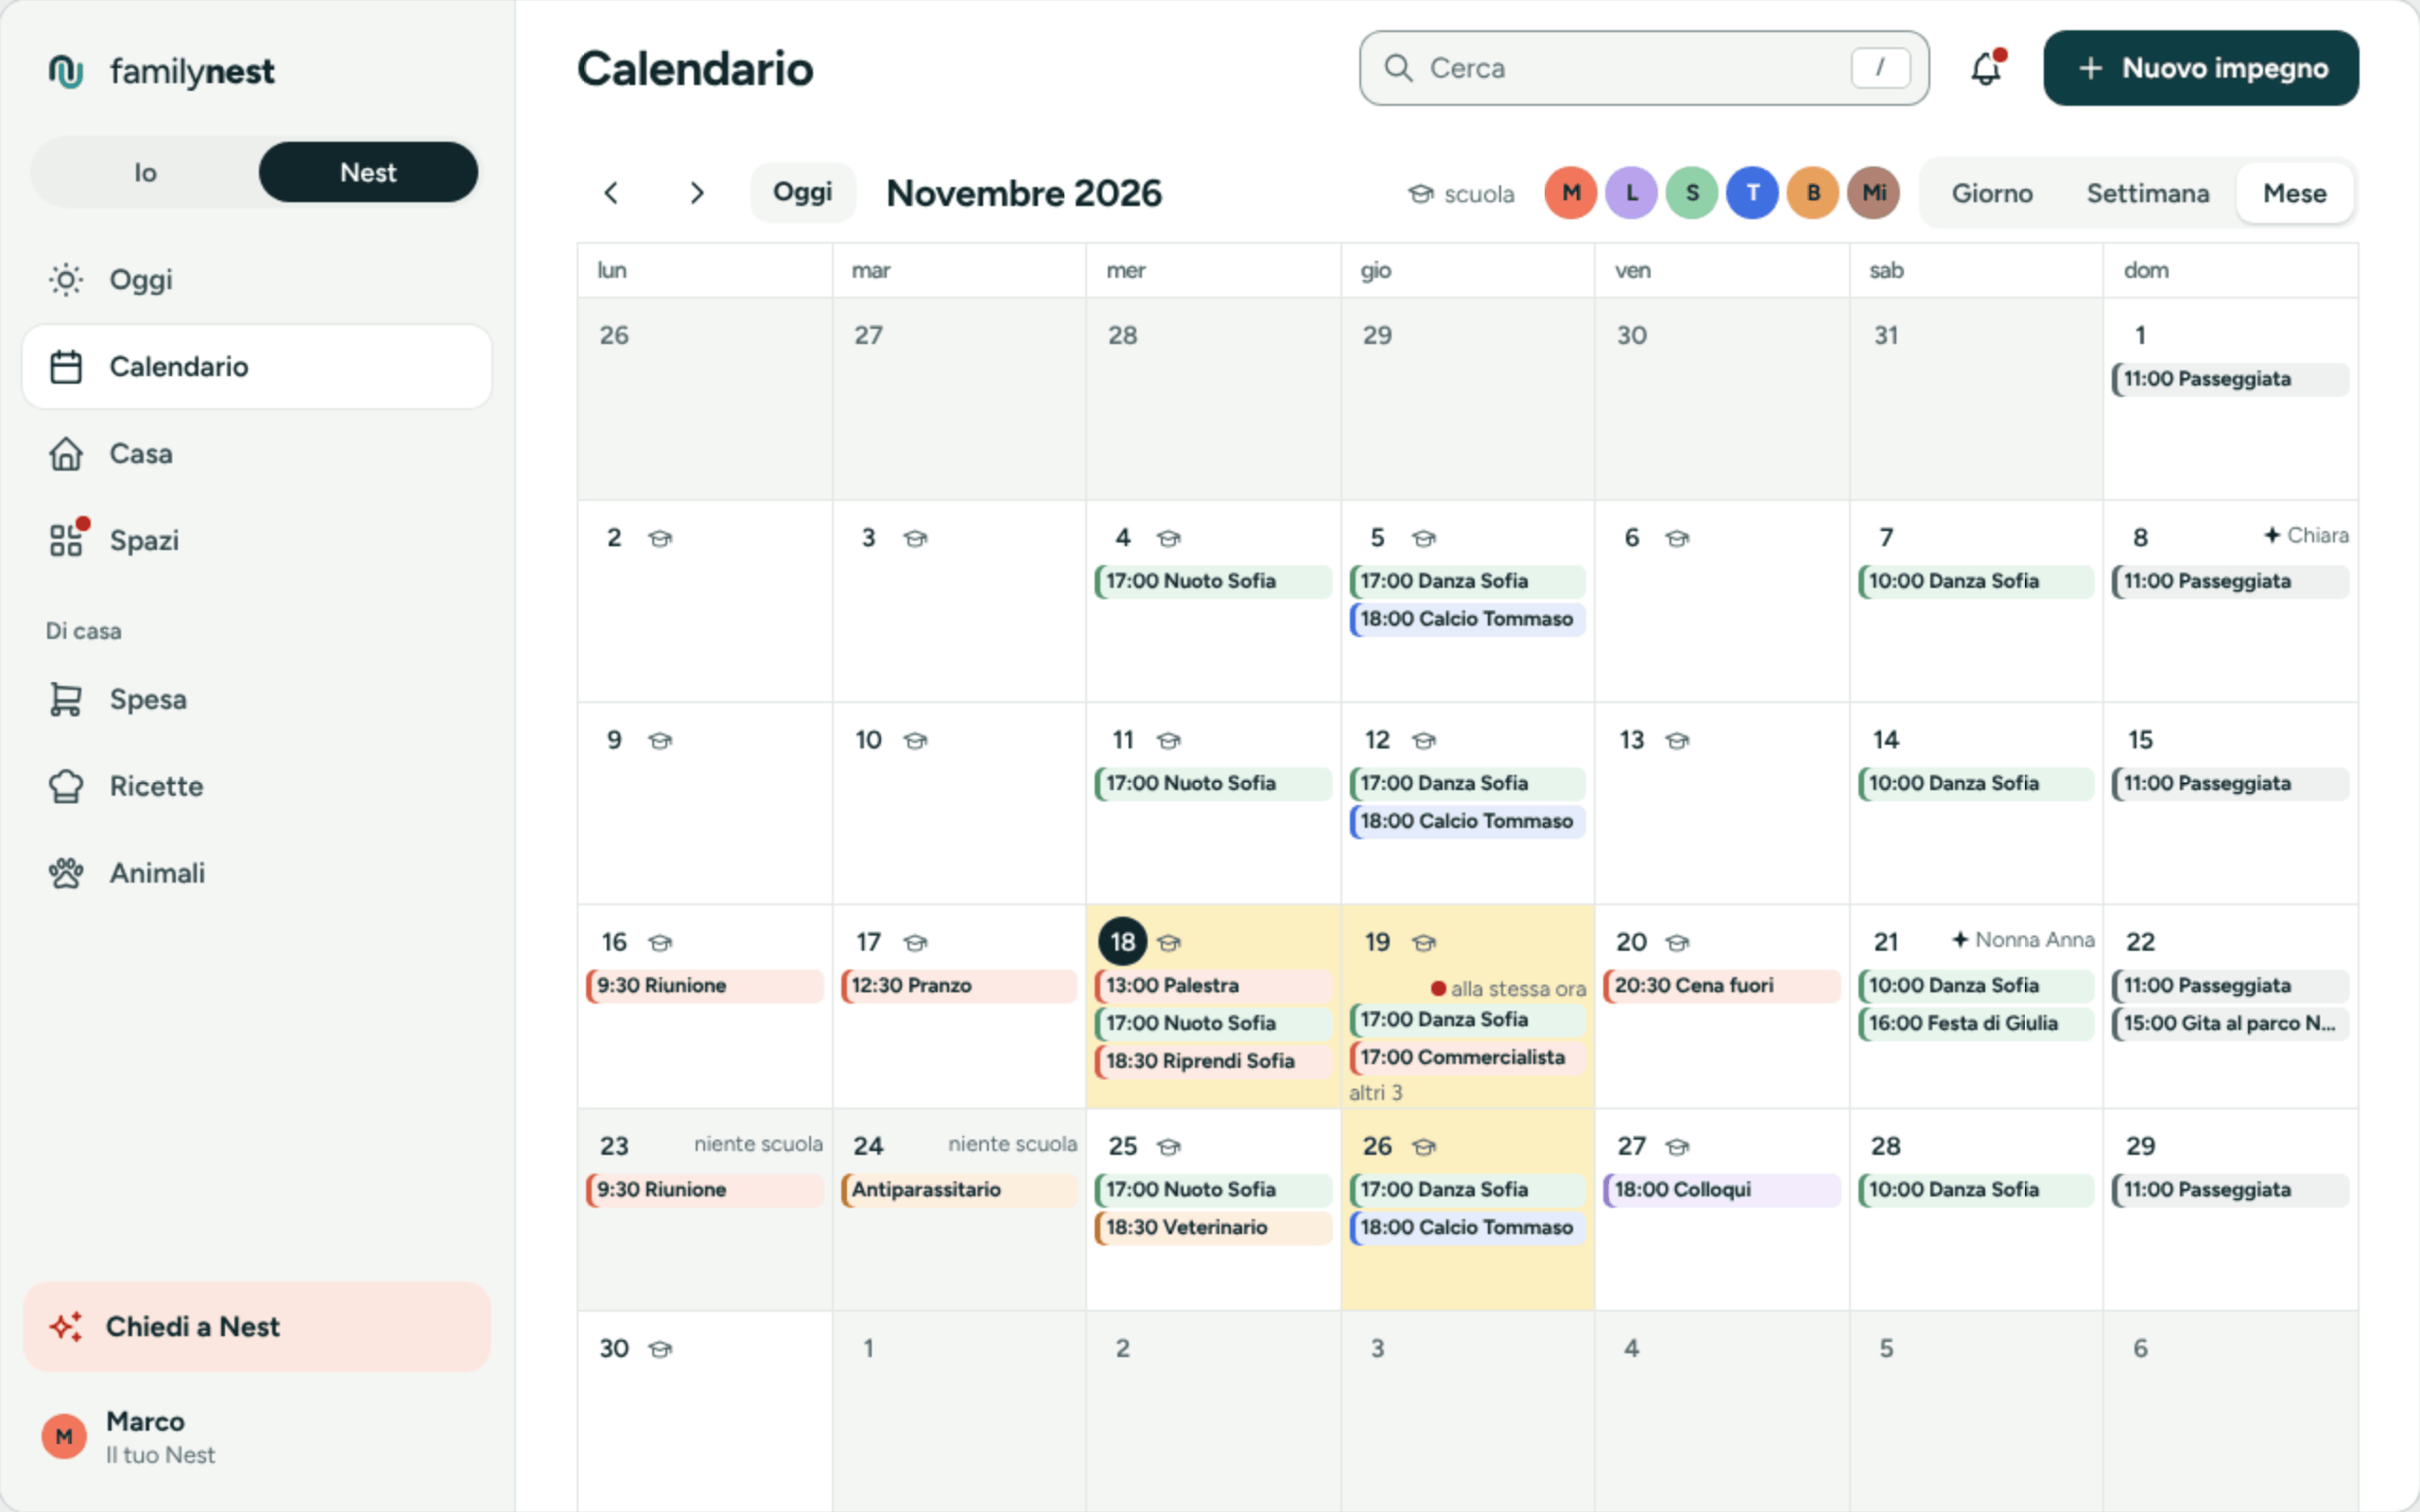 familynest
Io Nest
Oggi
Calendario
Casa
Spazi
Di casa
Spesa
Ricette
Animali
Chiedi a Nest
M Marco
Il tuo Nest
Calendario
Cerca /
+ Nuovo impegno
Oggi Novembre 2026
scuola M L S T B Mi
Giorno Settimana Mese
lun mar mer gio ven sab dom
26 27 28 29 30 31 1
11:00 Passeggiata
2 3 4 5 6 7 8 Chiara
17:00 Nuoto Sofia 17:00 Danza Sofia 10:00 Danza Sofia 11:00 Passeggiata
18:00 Calcio Tommaso
9 10 11 12 13 14 15
17:00 Nuoto Sofia 17:00 Danza Sofia 10:00 Danza Sofia 11:00 Passeggiata
18:00 Calcio Tommaso
16 17 18 19 20 21 Nonna Anna 22
9:30 Riunione 12:30 Pranzo 13:00 Palestra alla stessa ora 20:30 Cena fuori 10:00 Danza Sofia 11:00 Passeggiata
17:00 Nuoto Sofia 17:00 Danza Sofia 16:00 Festa di Giulia 15:00 Gita al parco N...
18:30 Riprendi Sofia 17:00 Commercialista
altri 3
23 niente scuola 24 niente scuola 25 26 27 28 29
9:30 Riunione Antiparassitario 17:00 Nuoto Sofia 17:00 Danza Sofia 18:00 Colloqui 10:00 Danza Sofia 11:00 Passeggiata
18:30 Veterinario 18:00 Calcio Tommaso
30 1 2 3 4 5 6